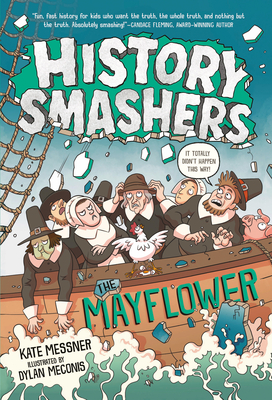 "Fun, fast history for kids who want the truth, the whole truth, and nothing but
the truth. Absolutely smashing!"—CANDACE FLEMING, AWARD-WINNING AUTHOR
HISTORY
SMASHERS
IT TOTALLY
DIDN'T HAPPEN
THIS WAY!
THE
MAYFLOWER
KATE MESSNER
ILLUSTRATED BY
DYLAN MECONIS